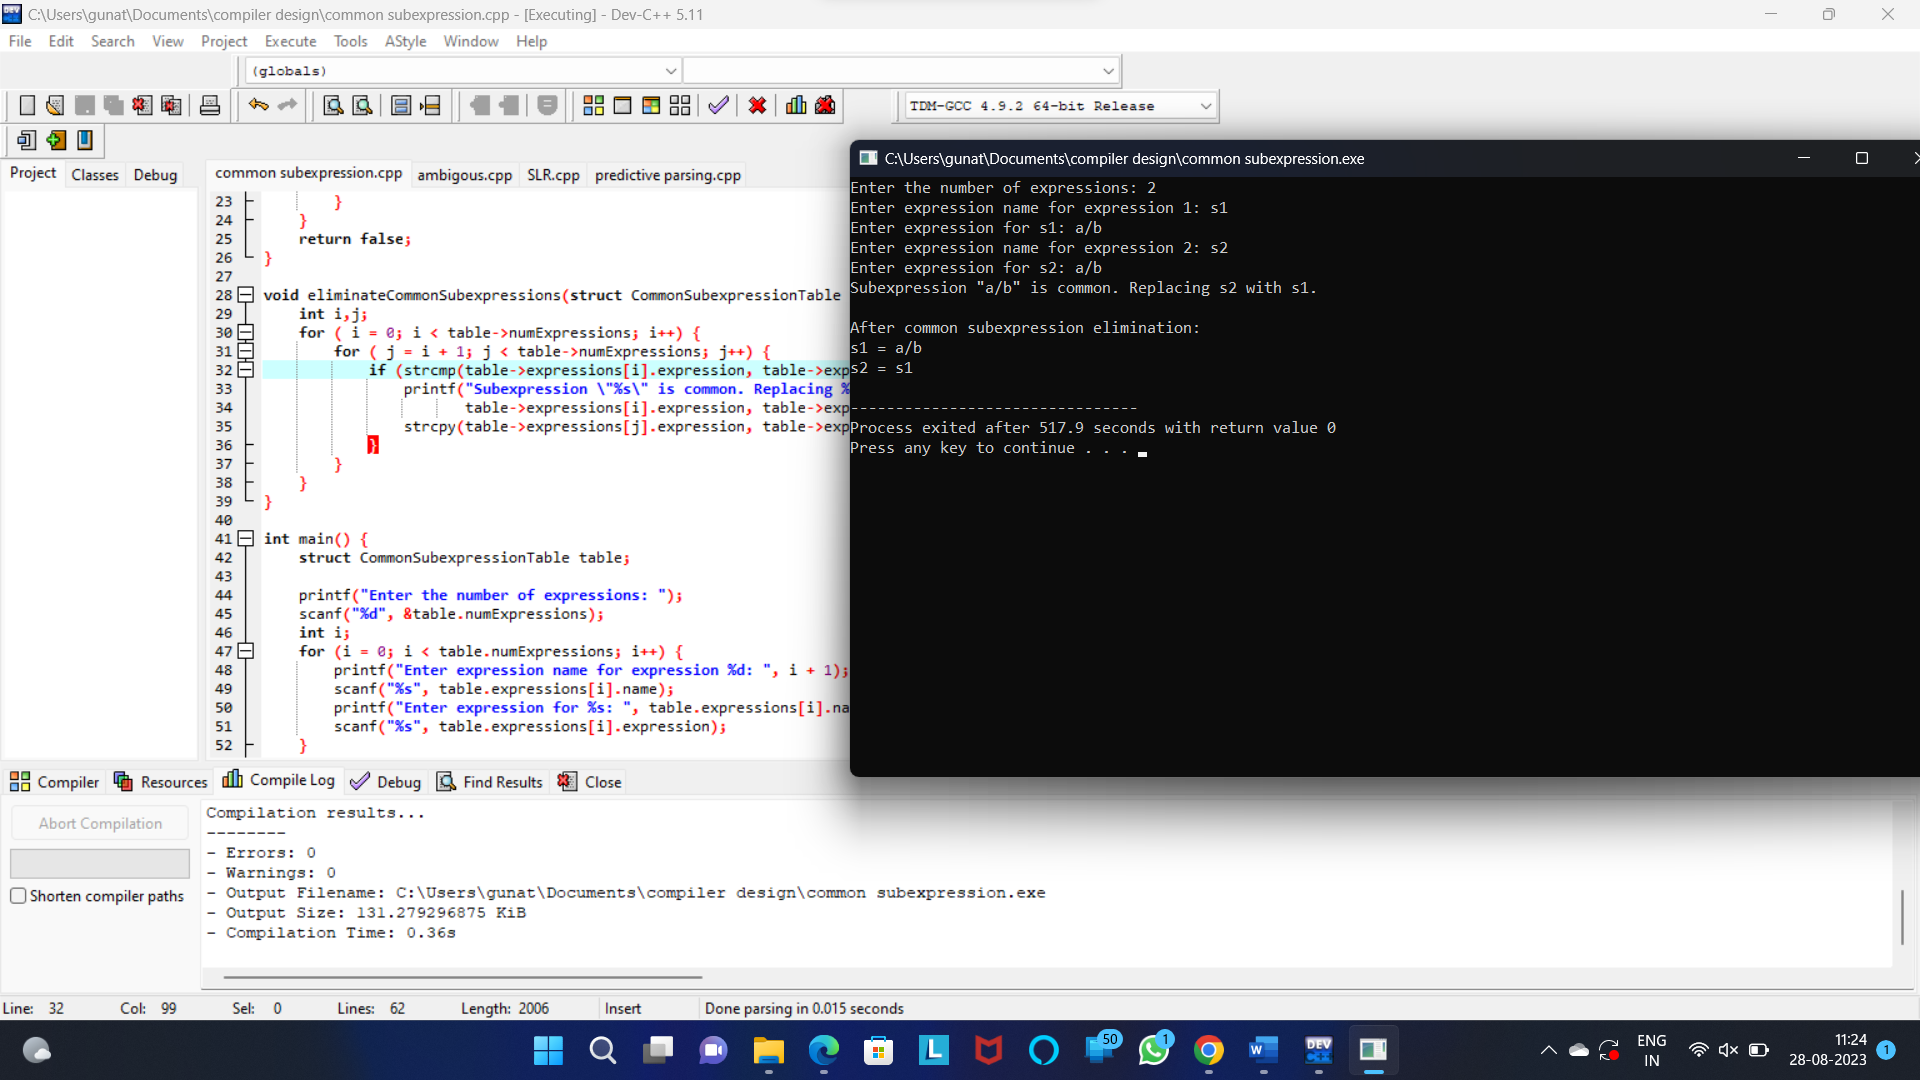 C:\Users\gunat\Documents\compiler design\common subexpression.cpp - [Executing] - Dev-C++ 5.11
File Edit Search View Project Execute Tools AStyle Window Help
(globals)
TDM-GCC 4.9.2 64-bit Release
Project Classes Debug
common subexpression.cpp ambigous.cpp SLR.cpp predictive parsing.cpp
23 }
24 }
25 return false;
26 }
27
28 void eliminateCommonSubexpressions(struct CommonSubexpressionTable
29 int i,j;
30 for ( i = 0; i < table->numExpressions; i++) {
31 for ( j = i + 1; j < table->numExpressions; j++) {
32 if (strcmp(table->expressions[i].expression, table->exp
33 printf("Subexpression \"%s\" is common. Replacing %
34 table->expressions[i].expression, table->exp
35 strcpy(table->expressions[j].expression, table->exp
36 }
37 }
38 }
39 }
40
41 int main() {
42 struct CommonSubexpressionTable table;
43
44 printf("Enter the number of expressions: ");
45 scanf("%d", &table.numExpressions);
46 int i;
47 for (i = 0; i < table.numExpressions; i++) {
48 printf("Enter expression name for expression %d: ", i + 1);
49 scanf("%s", table.expressions[i].name);
50 printf("Enter expression for %s: ", table.expressions[i].na
51 scanf("%s", table.expressions[i].expression);
52 }
C:\Users\gunat\Documents\compiler design\common subexpression.exe
Enter the number of expressions: 2
Enter expression name for expression 1: s1
Enter expression for s1: a/b
Enter expression name for expression 2: s2
Enter expression for s2: a/b
Subexpression "a/b" is common. Replacing s2 with s1.
After common subexpression elimination:
s1 = a/b
s2 = s1
--------------------------------
Process exited after 517.9 seconds with return value 0
Press any key to continue . . .
Compiler Resources Compile Log Debug Find Results Close
Abort Compilation
Shorten compiler paths
Compilation results...
--------
- Errors: 0
- Warnings: 0
- Output Filename: C:\Users\gunat\Documents\compiler design\common subexpression.exe
- Output Size: 131.279296875 KiB
- Compilation Time: 0.36s
Line: 32 Col: 99 Sel: 0 Lines: 62 Length: 2006 Insert Done parsing in 0.015 seconds
L 50 1 W DEV C++
ENG
IN
11:24
28-08-2023
1